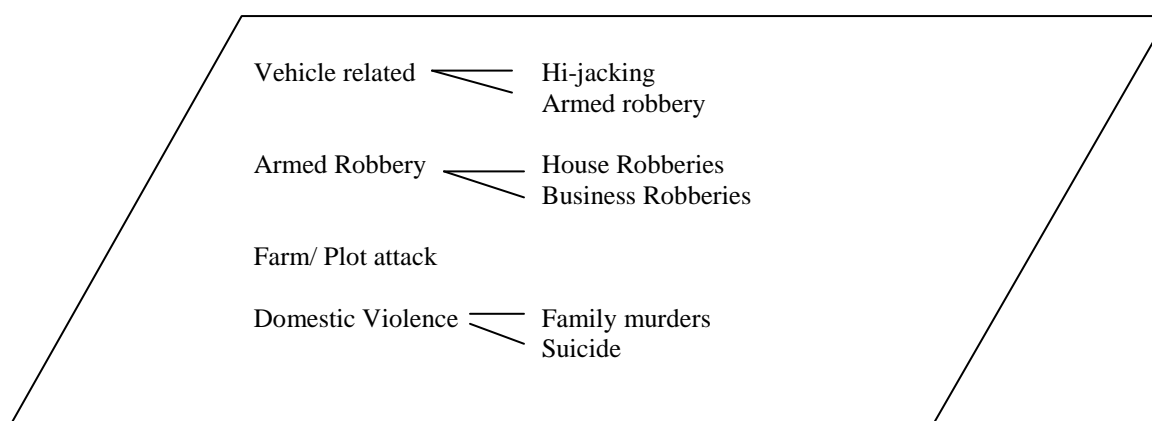 Vehicle related Hi-jacking
Armed robbery
Armed Robbery House Robberies
Business Robberies
Farm/ Plot attack
Domestic Violence Family murders
Suicide